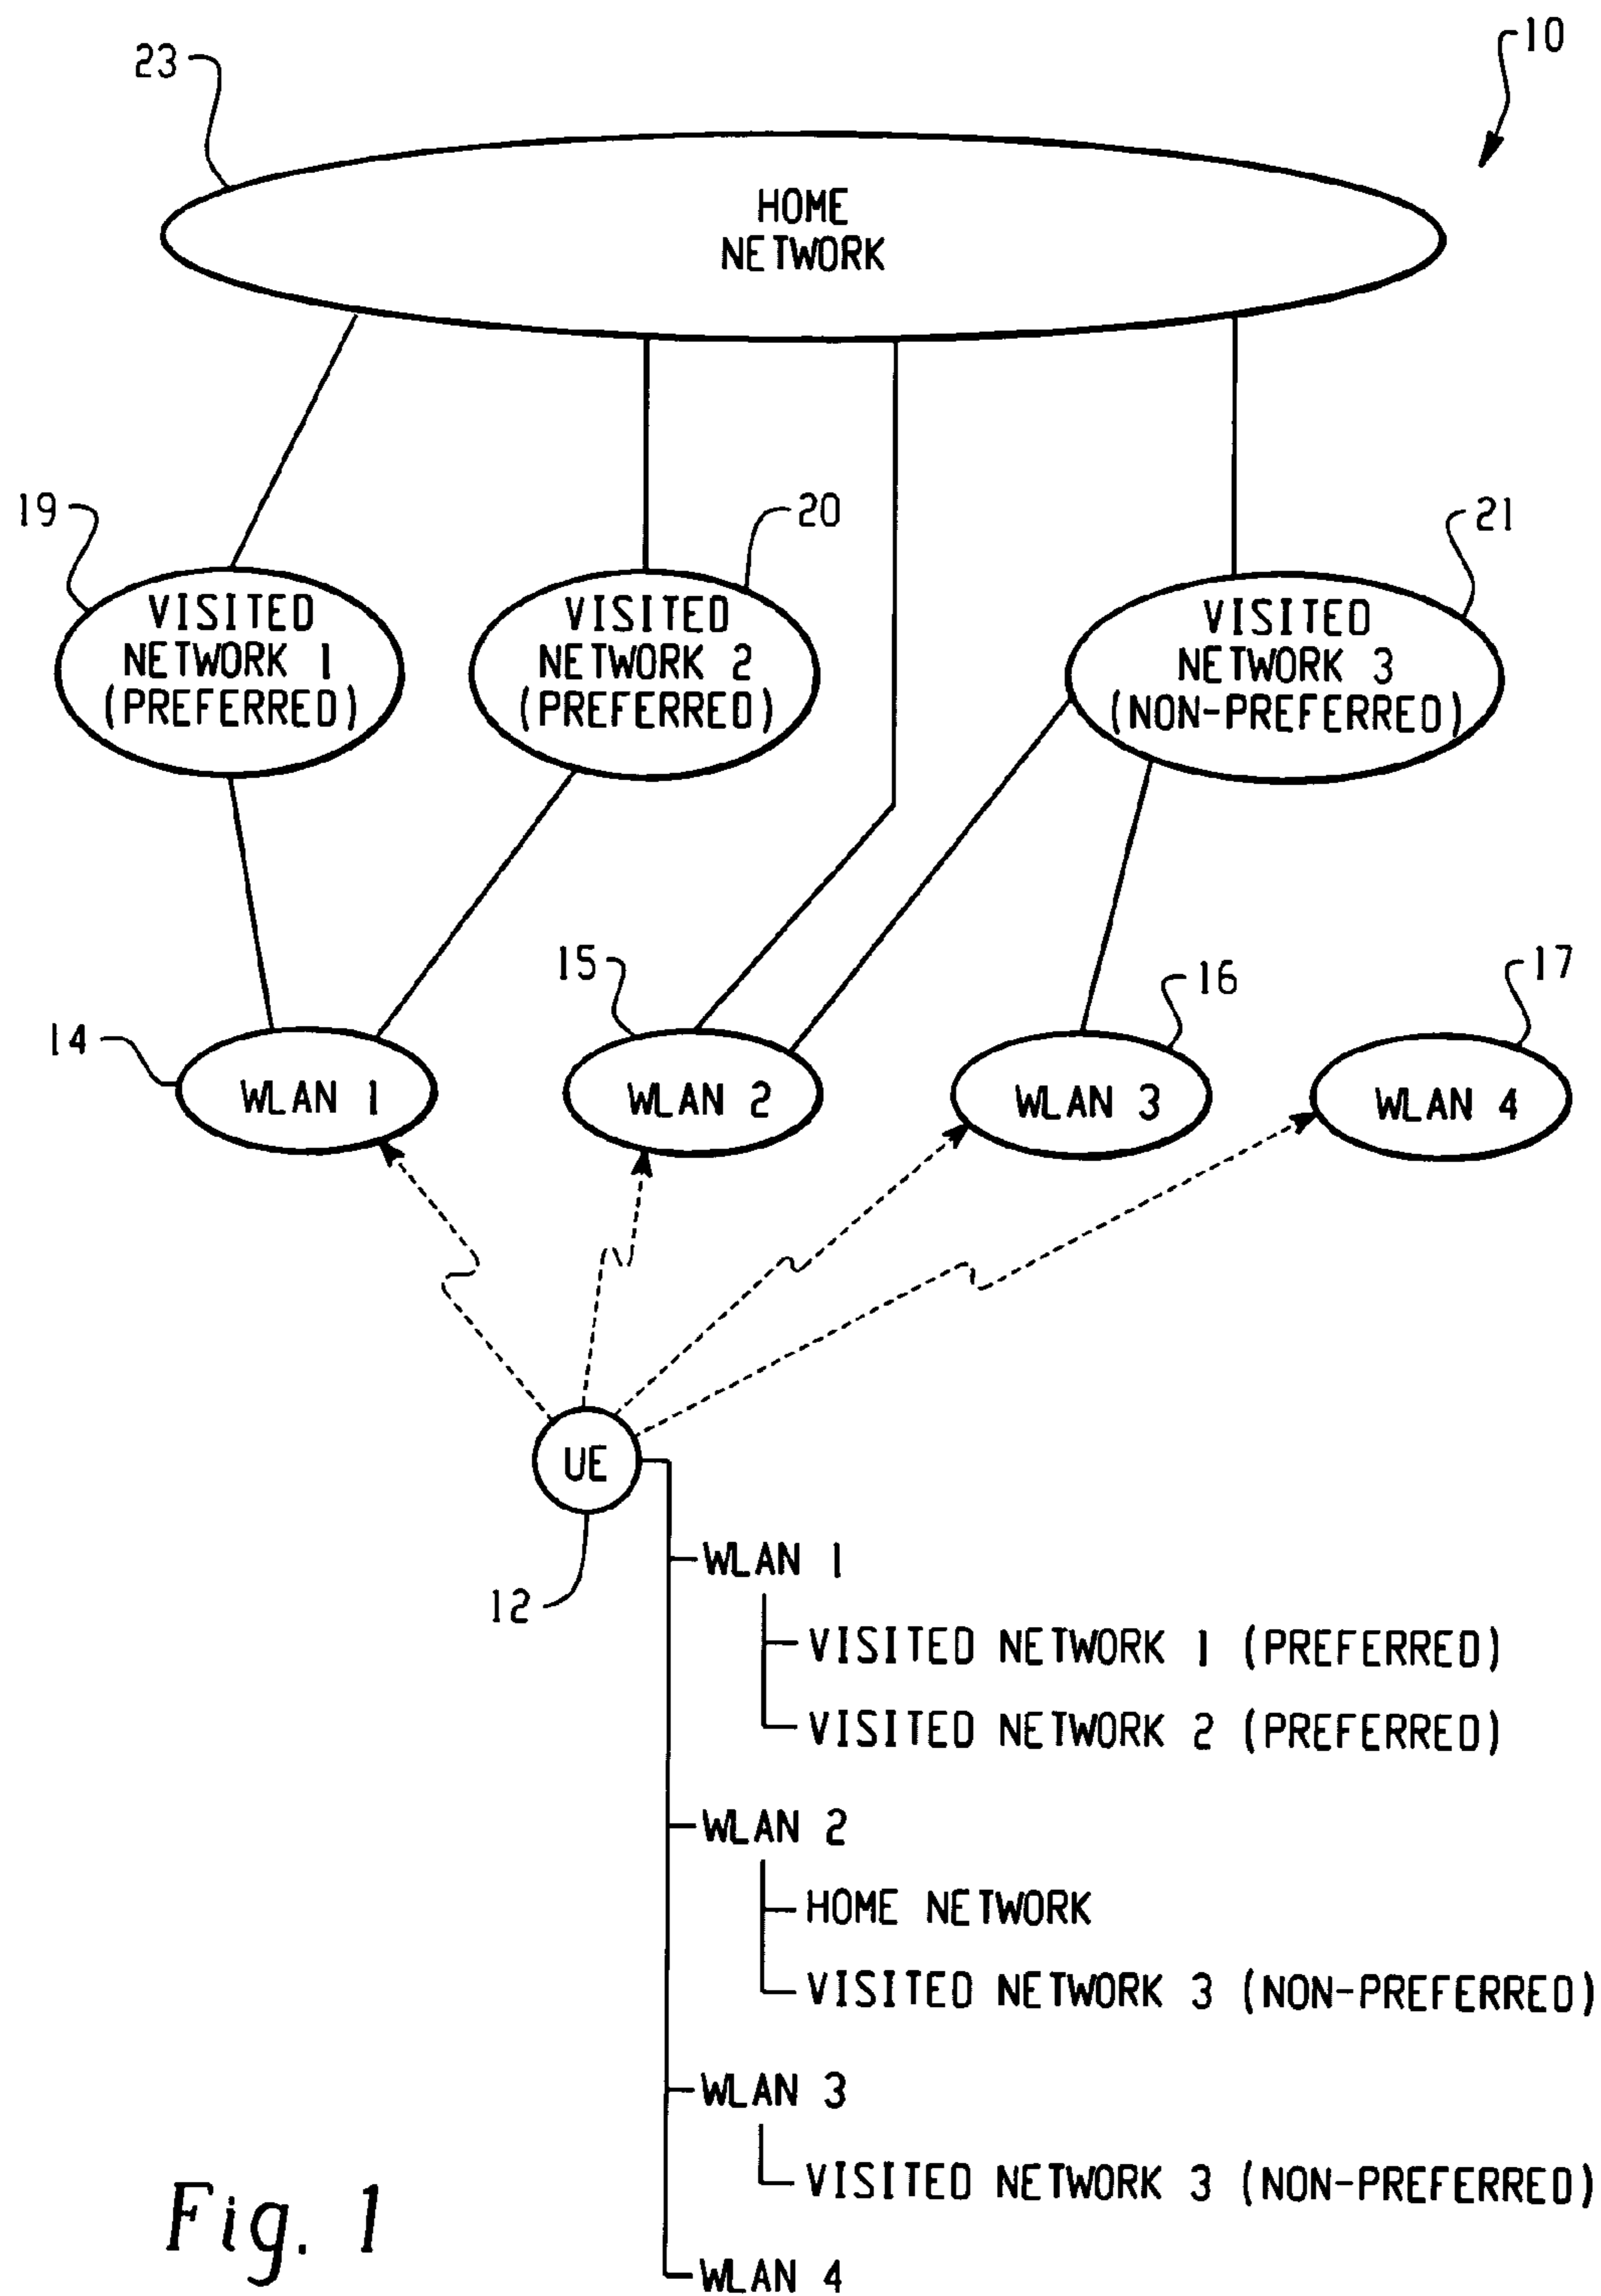 10
23
HOME
NETWORK
19
20
21
VISITED
NETWORK 1
(PREFERRED)
VISITED
NETWORK 2
(PREFERRED)
VISITED
NETWORK 3
(NON-PREFERRED)
14
15
16
17
WLAN 1
WLAN 2
WLAN 3
WLAN 4
UE
12
WLAN 1
VISITED NETWORK 1 (PREFERRED)
VISITED NETWORK 2 (PREFERRED)
WLAN 2
HOME NETWORK
VISITED NETWORK 3 (NON-PREFERRED)
WLAN 3
VISITED NETWORK 3 (NON-PREFERRED)
WLAN 4
Fig. 1